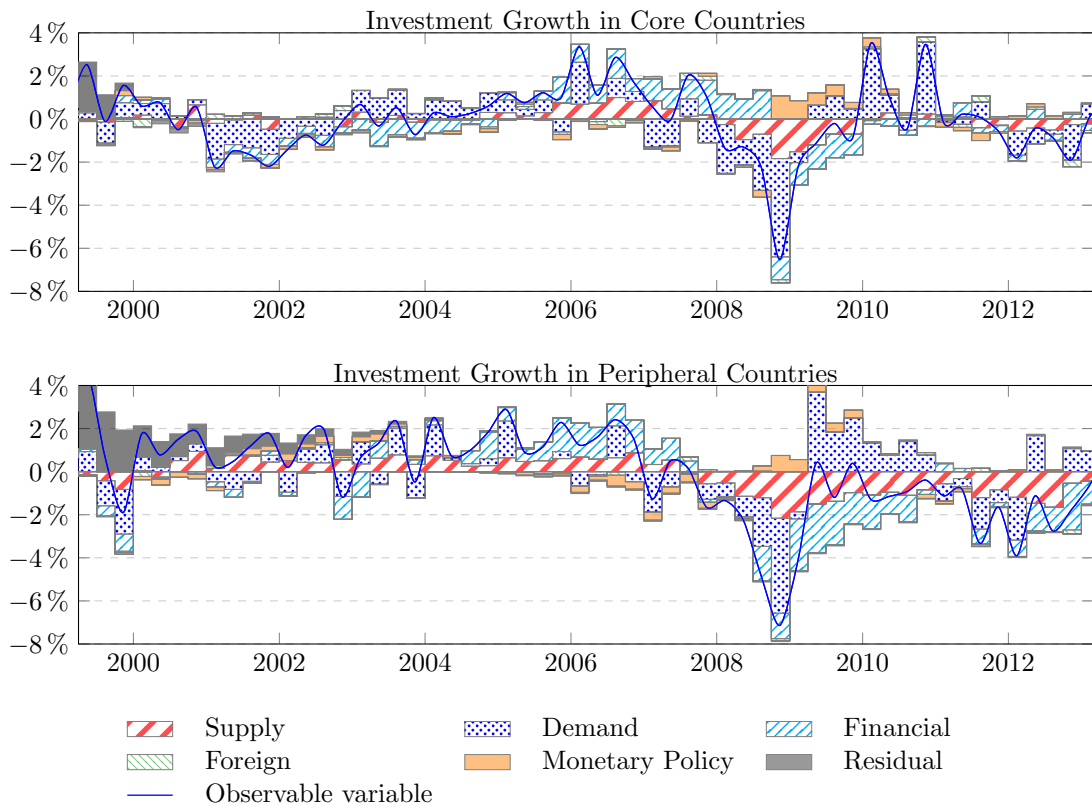 Investment Growth in Core Countries
4 %
2 %
0 %
−2 %
−4 %
−6 %
−8 %
2000 2002 2004 2006 2008 2010 2012
Investment Growth in Peripheral Countries
4 %
2 %
0 %
−2 %
−4 %
−6 %
−8 %
2000 2002 2004 2006 2008 2010 2012
Supply Demand Financial
Foreign Monetary Policy Residual
Observable variable